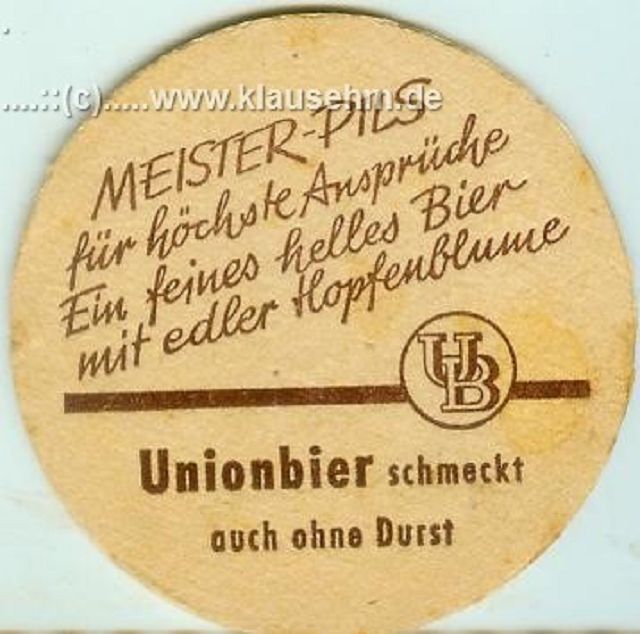 ....::(c).....www.klausehm.de
MEISTER-PILS
für höchste Ansprüche
Ein feines helles Bier
mit edler Hopfenblume
UB
Unionbier schmeckt
auch ohne Durst